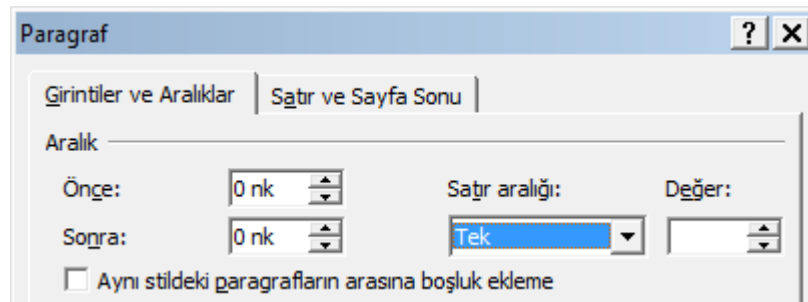 Paragraf
Girintiler ve Aralıklar Satır ve Sayfa Sonu
Aralık
Önce: 0 nk Satır aralığı: Değer:
Sonra: 0 nk Tek
Aynı stildeki paragrafların arasına boşluk ekleme